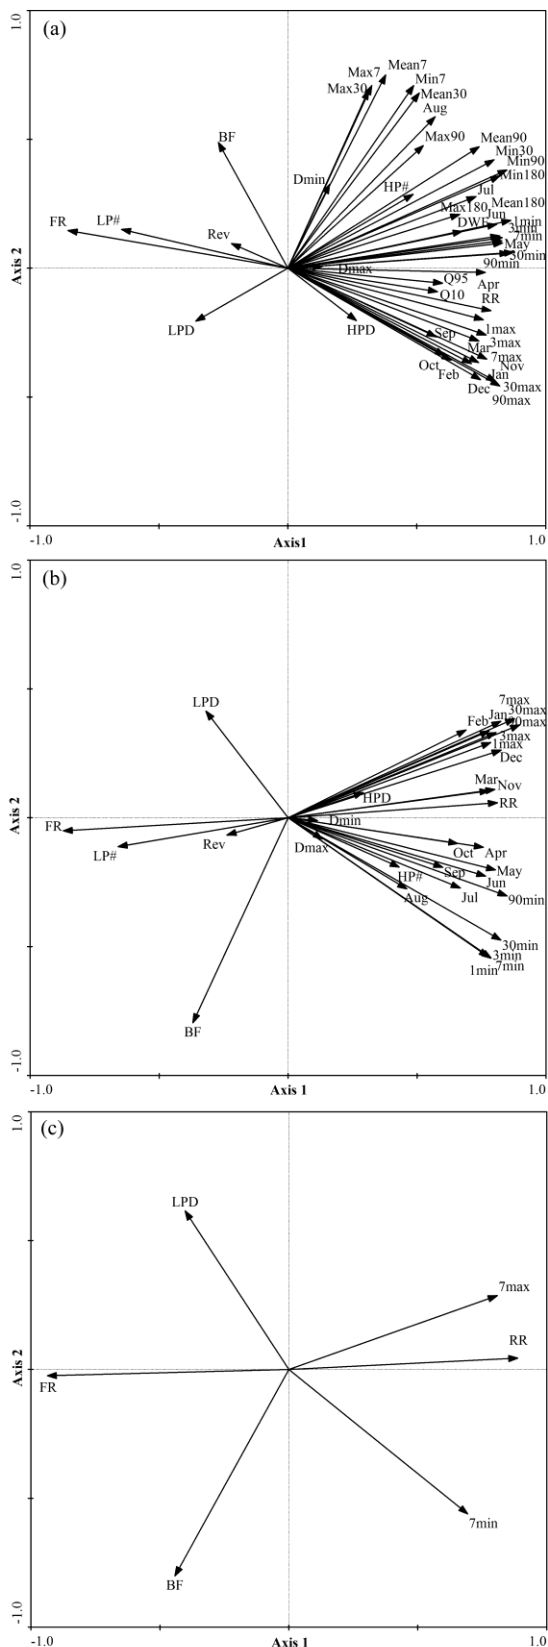 1.0
(a)
Mean7
Max7
Min7
Max30
Mean30
Aug
BF
Max90
Mean90
Min30
Min90
Dmin
Min180
HP#
Jul
Mean180
FR
LP#
Max180
Jun
1min
DWF
3min
Rev
7min
May
30min
Axis 2
Dmax
90min
Q95
Apr
Q10
RR
LPD
HPD
Sep
1max
3max
Mar
7max
Oct
Nov
Feb
Jan
Dec
30max
90max
-1.0
-1.0
Axis1
1.0
1.0
(b)
7max
LPD
Jan
30max
Feb
90max
3max
1max
Dec
Mar
Nov
HPD
RR
Axis 2
FR
Dmin
Rev
Dmax
LP#
Oct
Apr
HP#
Sep
May
Aug
Jul
Jun
90min
30min
3min
1min
7min
BF
-1.0
-1.0
Axis 1
1.0
1.0
(c)
LPD
7max
RR
Axis 2
FR
7min
BF
-1.0
-1.0
Axis 1
1.0